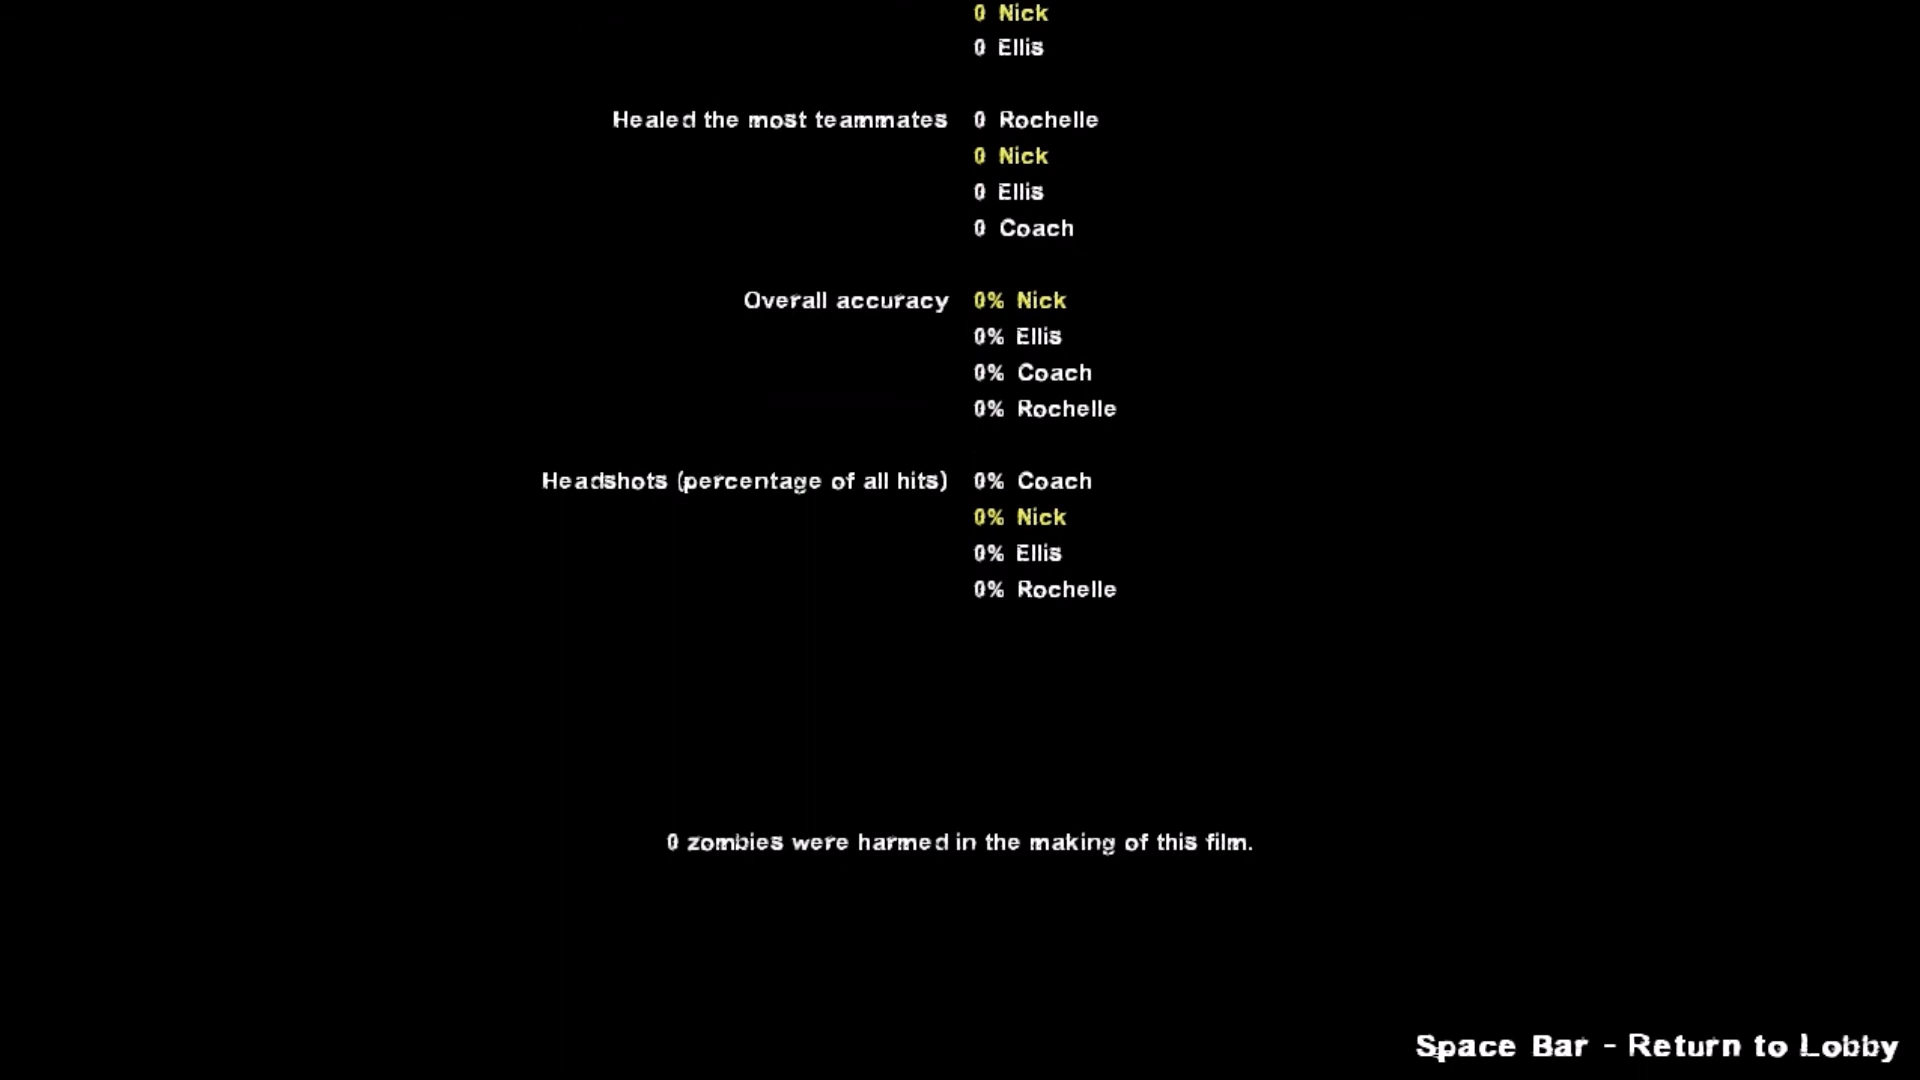 0 Nick
0 Ellis
Healed the most teammates 0 Rochelle
0 Nick
0 Ellis
0 Coach
Overall accuracy 0% Nick
0% Ellis
0% Coach
0% Rochelle
Headshots (percentage of all hits) 0% Coach
0% Nick
0% Ellis
0% Rochelle
0 zombies were harmed in the making of this film.
Space Bar - Return to Lobby